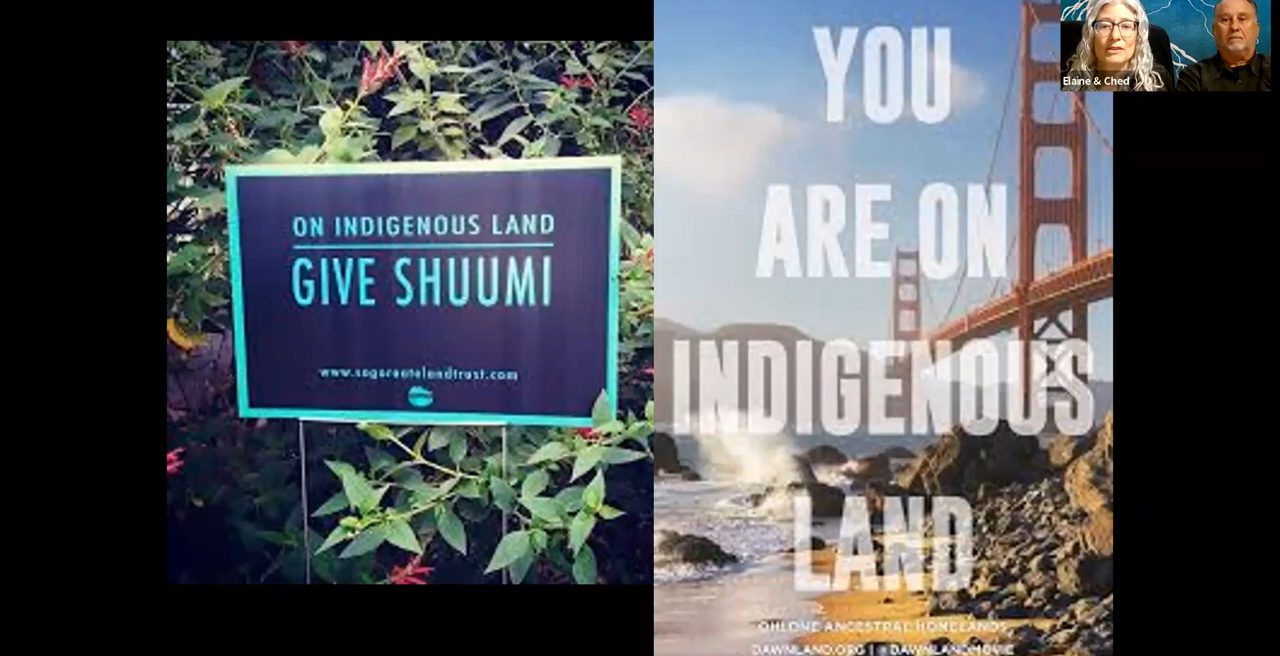 ON INDIGENOUS LAND
GIVE SHUUMI
www.sogoreatelandtrust.com
YOU
ARE ON
INDIGENOUS
LAND
OHLONE ANCESTRAL HOMELANDS
DAWNLAND.ORG | @DAWNLANDMOVIE
Elaine & Ched